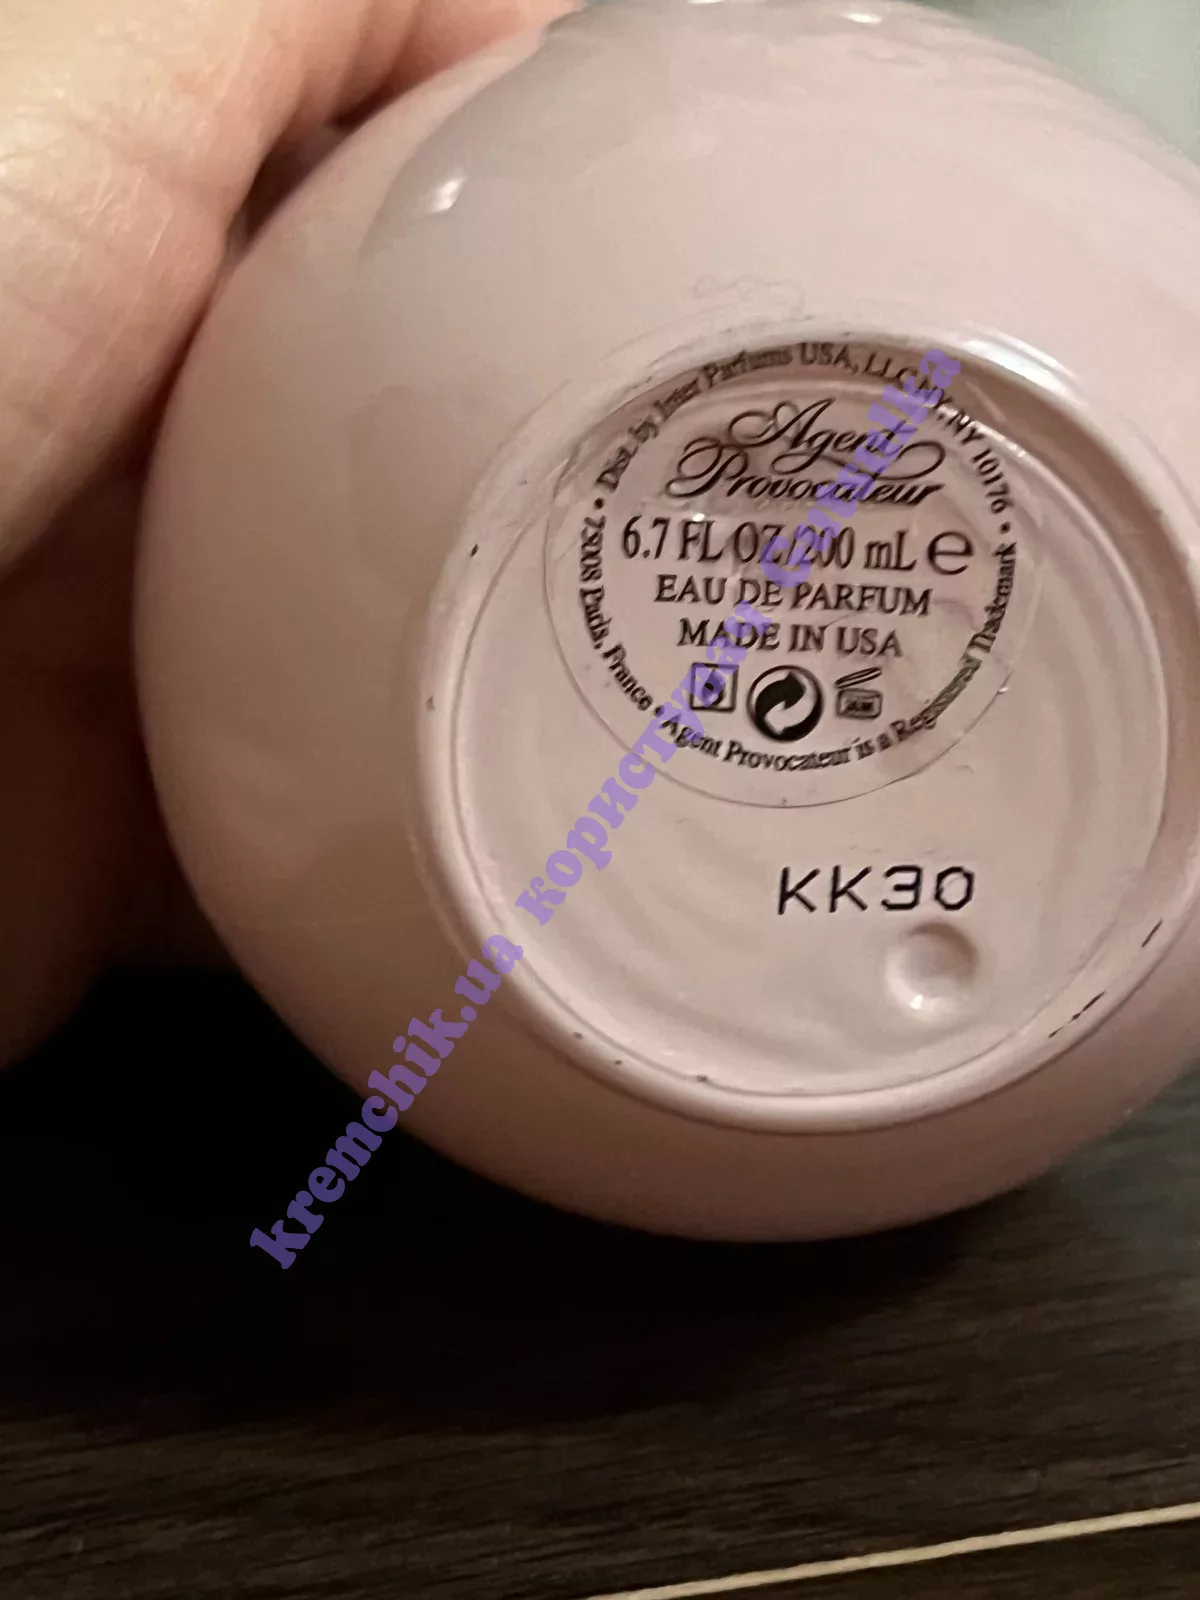 • Dist. by Inter Parfums USA, LLC NY, NY 10176 •
Agent
Provocateur
6.7 FL OZ/200 mL e
EAU DE PARFUM
MADE IN USA
75008 Paris, France • Agent Provocateur is a Registered Trademark
KK30
kremchik.ua користувач